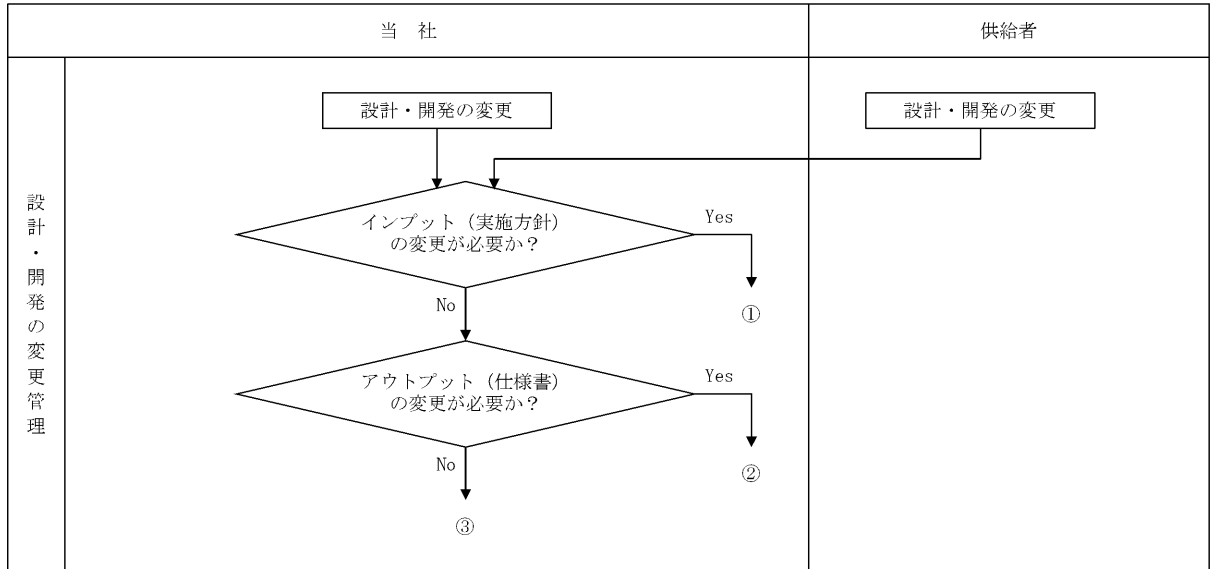 当　社
供給者
設計・開発の変更管理
設計・開発の変更
設計・開発の変更
インプット（実施方針）
の変更が必要か？
Yes
①
No
アウトプット（仕様書）
の変更が必要か？
Yes
②
No
③